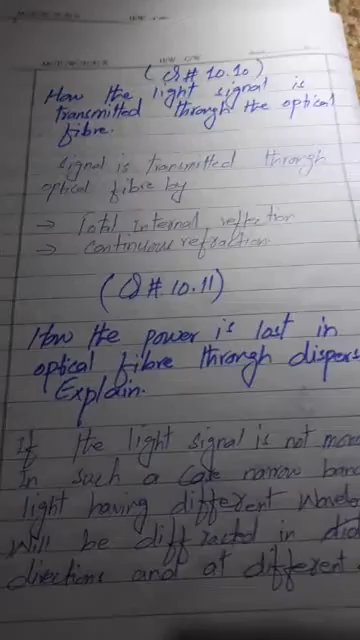 (Q# 10.10)
How the light signal is
transmitted through the optical
fibre.
signal is transmitted through
optical fibre by
→ Total internal reflection
→ continuous refraction
(Q# 10.11)
How the power is lost in
optical fibre through dispers
Explain.
If the light signal is not mono
In such a case narrow band
light having different Wavele
will be diffracted in
directions and at different